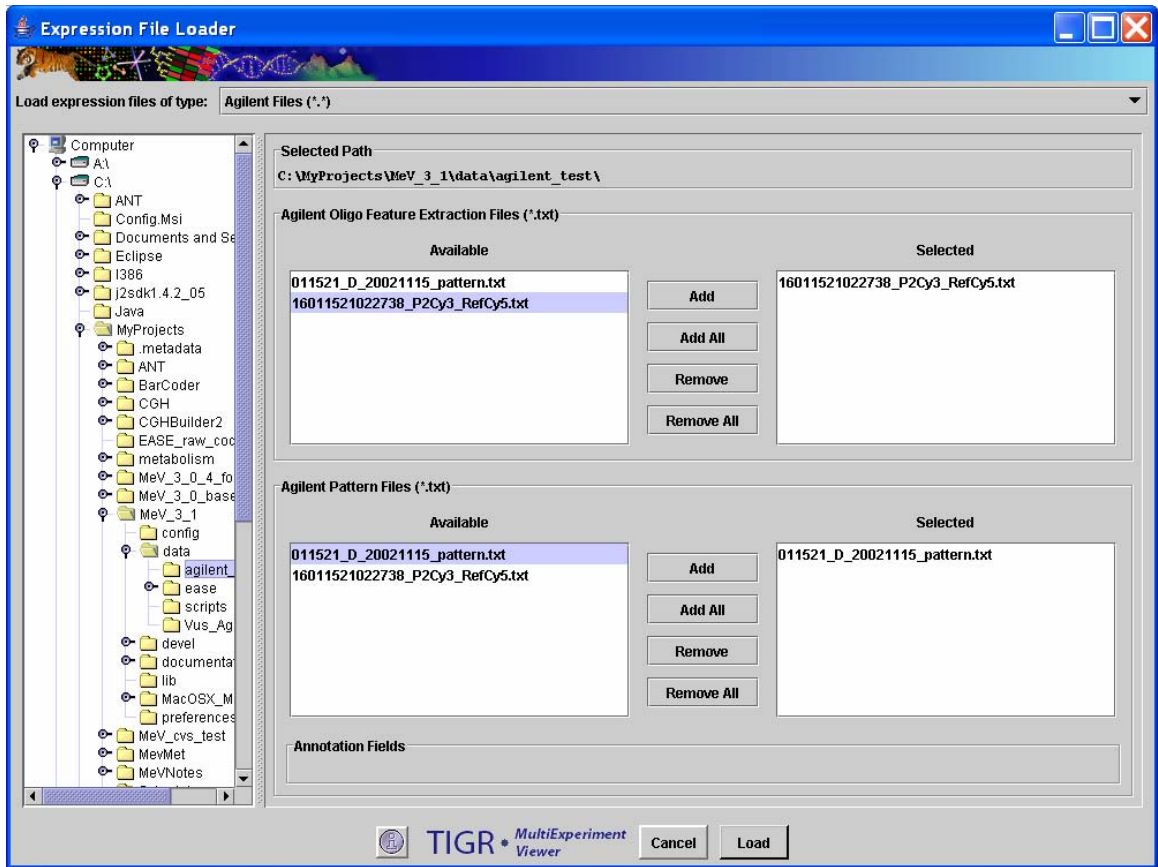 Expression File Loader
Load expression files of type: Agilent Files (*.*)
Computer
A:\
C:\
ANT
Config.Msi
Documents and Se
Eclipse
I386
j2sdk1.4.2_05
Java
MyProjects
.metadata
ANT
BarCoder
CGH
CGHBuilder2
EASE_raw_coc
metabolism
MeV_3_0_4_fo
MeV_3_0_base
MeV_3_1
config
data
agilent_
ease
scripts
Vus_Ag
devel
documenta
lib
MacOSX_M
preferences
MeV_cvs_test
MevMet
MeVNotes
Selected Path
C:\MyProjects\MeV_3_1\data\agilent_test\
Agilent Oligo Feature Extraction Files (*.txt)
Available
Selected
011521_D_20021115_pattern.txt
16011521022738_P2Cy3_RefCy5.txt
Add
Add All
Remove
Remove All
16011521022738_P2Cy3_RefCy5.txt
Agilent Pattern Files (*.txt)
Available
Selected
011521_D_20021115_pattern.txt
16011521022738_P2Cy3_RefCy5.txt
Add
Add All
Remove
Remove All
011521_D_20021115_pattern.txt
Annotation Fields
TIGR • MultiExperiment
Viewer
Cancel
Load